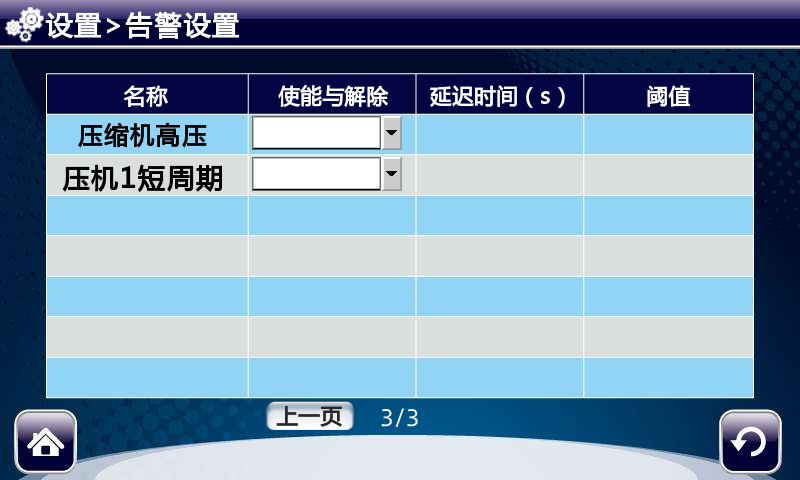 设置>告警设置
名称 使能与解除 延迟时间（s） 阈值
压缩机高压
压机1短周期
上一页 3/3